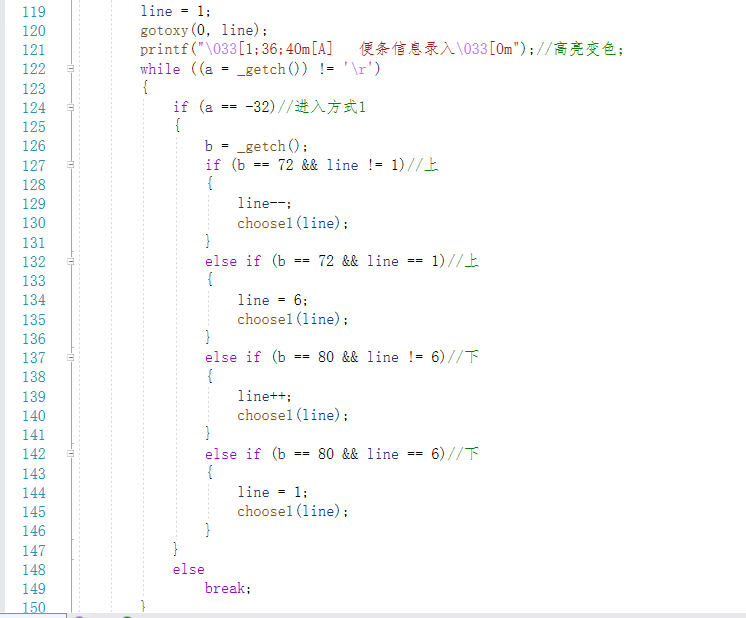 119 line = 1;
120 gotoxy(0, line);
121 printf("\033[1;36;40m[A]   便条信息录入\033[0m");//高亮变色;
122 while ((a = _getch()) != '\r')
123 {
124 if (a == -32)//进入方式1
125 {
126 b = _getch();
127 if (b == 72 && line != 1)//上
128 {
129 line--;
130 choose1(line);
131 }
132 else if (b == 72 && line == 1)//上
133 {
134 line = 6;
135 choose1(line);
136 }
137 else if (b == 80 && line != 6)//下
138 {
139 line++;
140 choose1(line);
141 }
142 else if (b == 80 && line == 6)//下
143 {
144 line = 1;
145 choose1(line);
146 }
147 }
148 else
149 break;
150 }